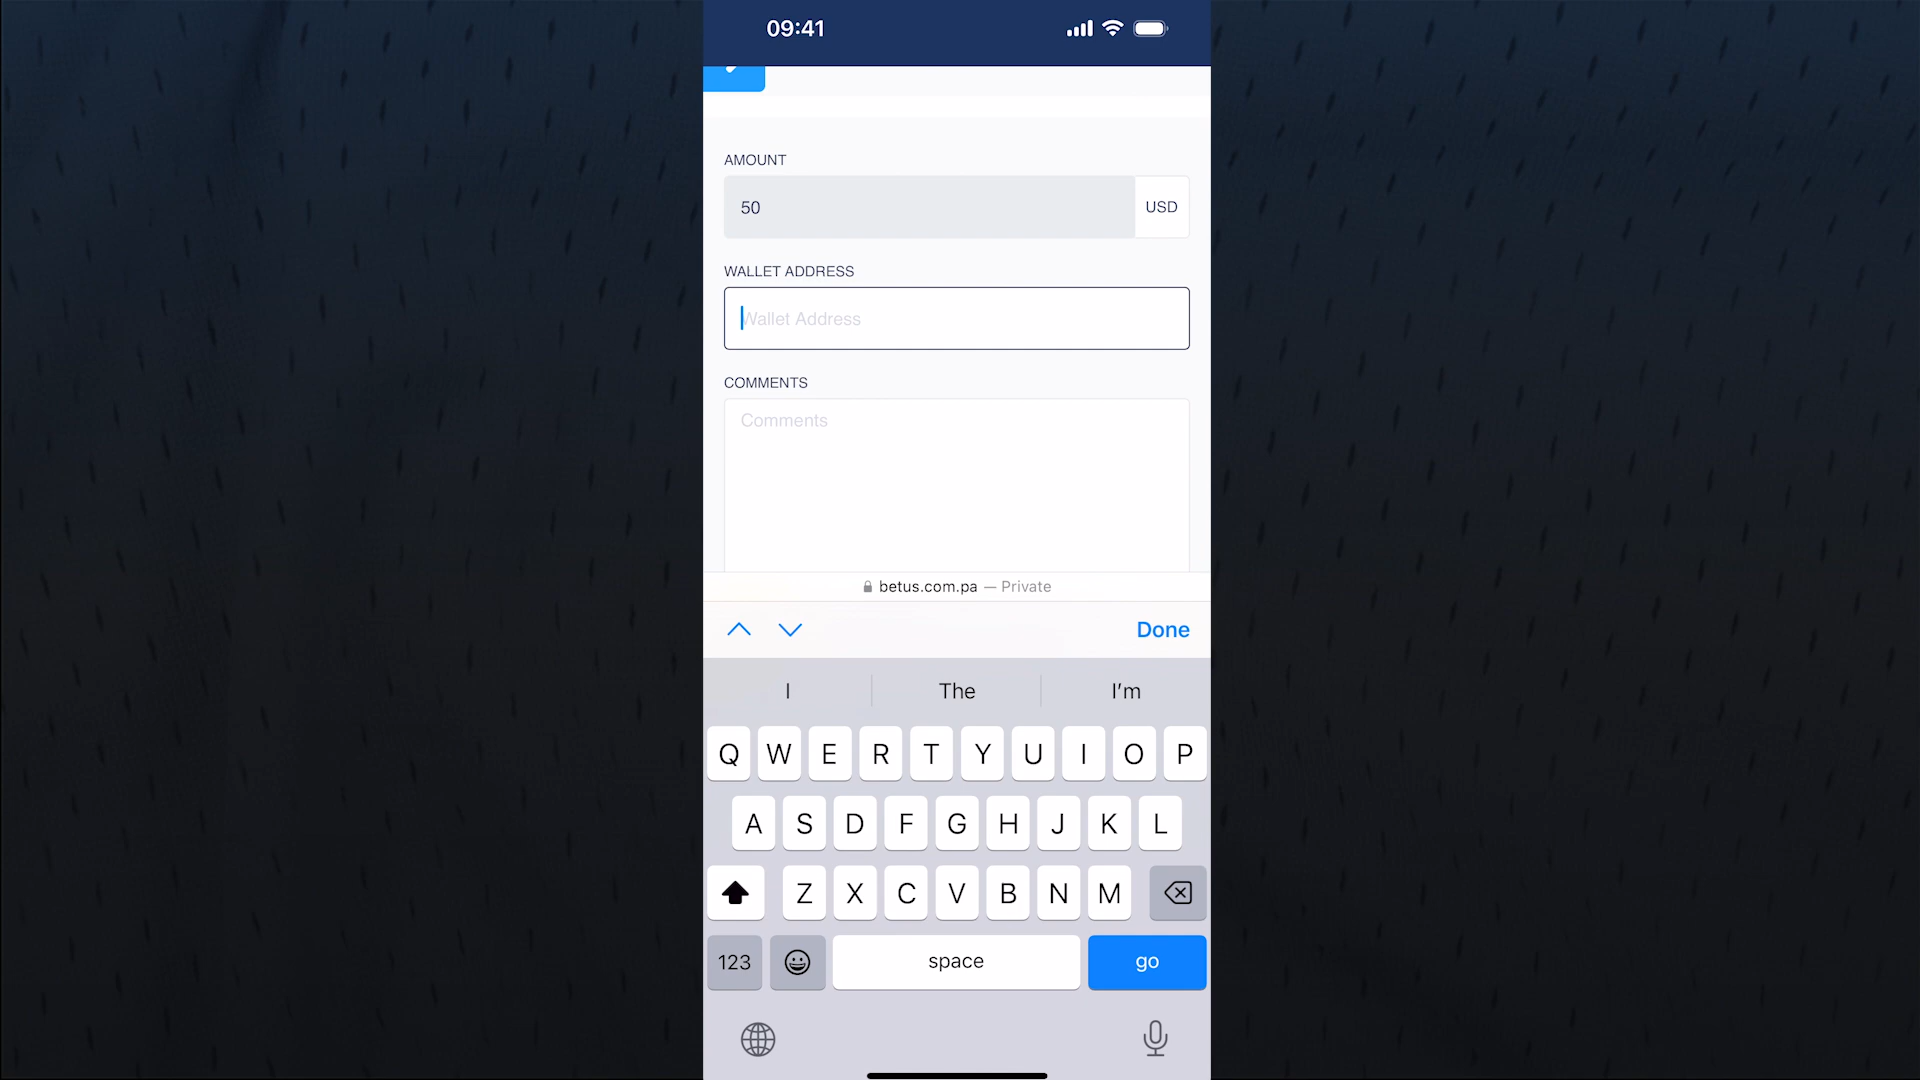 09:41
AMOUNT
50 USD
WALLET ADDRESS
Wallet Address
COMMENTS
Comments
betus.com.pa — Private
Done
I The I'm
Q W E R T Y U I O P
A S D F G H J K L
Z X C V B N M
123 space go